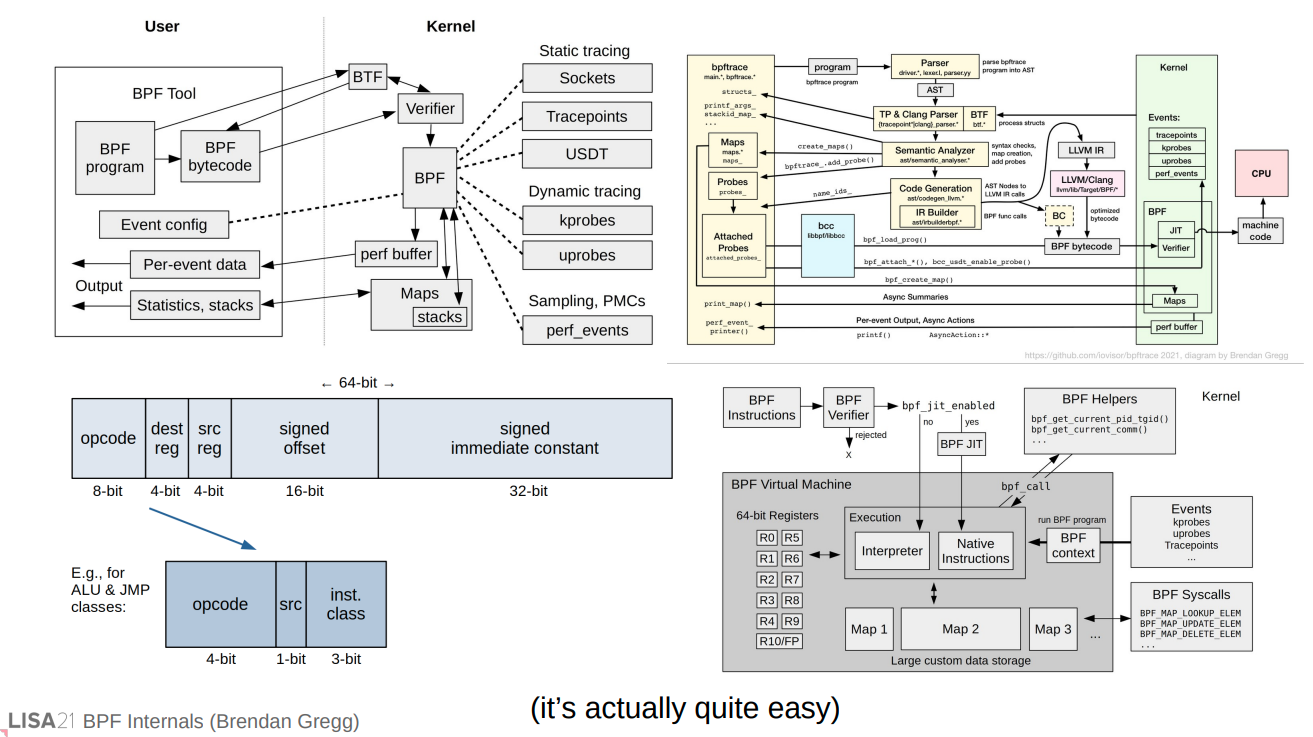 User
Kernel
BPF Tool
BPF
program
BPF
bytecode
Event config
Per-event data
Output
Statistics, stacks
BTF
Verifier
BPF
perf buffer
Maps
stacks
Static tracing
Sockets
Tracepoints
USDT
Dynamic tracing
kprobes
uprobes
Sampling, PMCs
perf_events
bpftrace
main.*, bpftrace.*
structs_
printf_args_
stackid_map_
...
Maps
maps.*
maps_
Probes
probes_
Attached
Probes
attached_probes_
print_map()
perf_event_
printer()
program
bpftrace program
Parser
driver.*, lexer.l, parser.yy
parse bpftrace
program into AST
AST
TP & Clang Parser
{tracepoint*|clang}_parser.*
BTF
btf.*
process structs
create_maps()
Semantic Analyzer
ast/semantic_analyser.*
syntax checks,
map creation,
add probes
bpftrace_.add_probe()
name_ids_
Code Generation
ast/codegen_llvm.*
IR Builder
ast/irbuilderbpf.*
AST Nodes to
LLVM IR calls
BPF func calls
LLVM IR
LLVM/Clang
llvm/lib/Target/BPF/*
BC
optimized
bytecode
BPF bytecode
bcc
libbpf/libbcc
bpf_load_prog()
bpf_attach_*(), bcc_usdt_enable_probe()
bpf_create_map()
Async Summaries
Per-event Output, Async Actions
printf()
AsyncAction::*
Kernel
Events:
tracepoints
kprobes
uprobes
perf_events
BPF
JIT
Verifier
Maps
perf buffer
CPU
machine
code
https://github.com/iovisor/bpftrace 2021, diagram by Brendan Gregg
← 64-bit →
opcode
dest
reg
src
reg
signed
offset
signed
immediate constant
8-bit
4-bit
4-bit
16-bit
32-bit
E.g., for
ALU & JMP
classes:
opcode
src
inst.
class
4-bit
1-bit
3-bit
BPF
Instructions
BPF
Verifier
rejected
X
bpf_jit_enabled
no
yes
BPF JIT
BPF Helpers
bpf_get_current_pid_tgid()
bpf_get_current_comm()
...
Kernel
BPF Virtual Machine
bpf_call
64-bit Registers
R0 R5
R1 R6
R2 R7
R3 R8
R4 R9
R10/FP
Execution
Interpreter
Native
Instructions
run BPF program
BPF
context
Events
kprobes
uprobes
Tracepoints
...
Map 1
Map 2
Map 3
...
Large custom data storage
BPF Syscalls
BPF_MAP_LOOKUP_ELEM
BPF_MAP_UPDATE_ELEM
BPF_MAP_DELETE_ELEM
...
(it's actually quite easy)
LISA21 BPF Internals (Brendan Gregg)